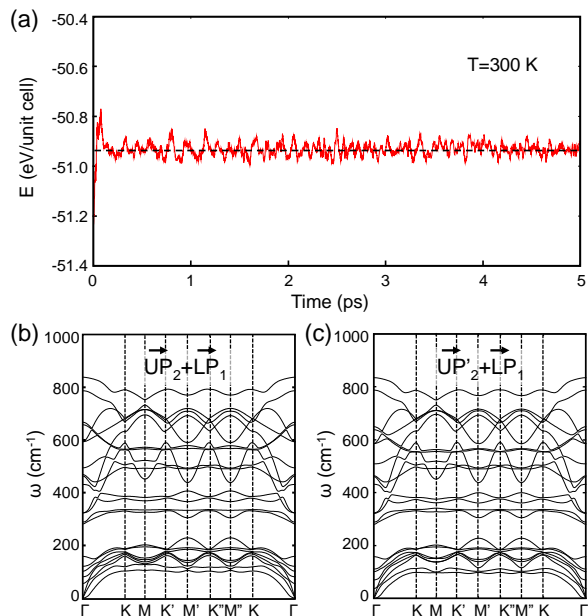 (a)
-50.4
-50.6
-50.8
-51.0
-51.2
-51.4
E (eV/unit cell)
T=300 K
0 1 2 3 4 5
Time (ps)
(b)
1000
800
600
400
200
0
ω (cm⁻¹)
UP₂+LP₁
Γ K M K' M' K''M'' K Γ
(c)
1000
800
600
400
200
0
ω (cm⁻¹)
UP'₂+LP₁
Γ K M K' M' K''M'' K Γ